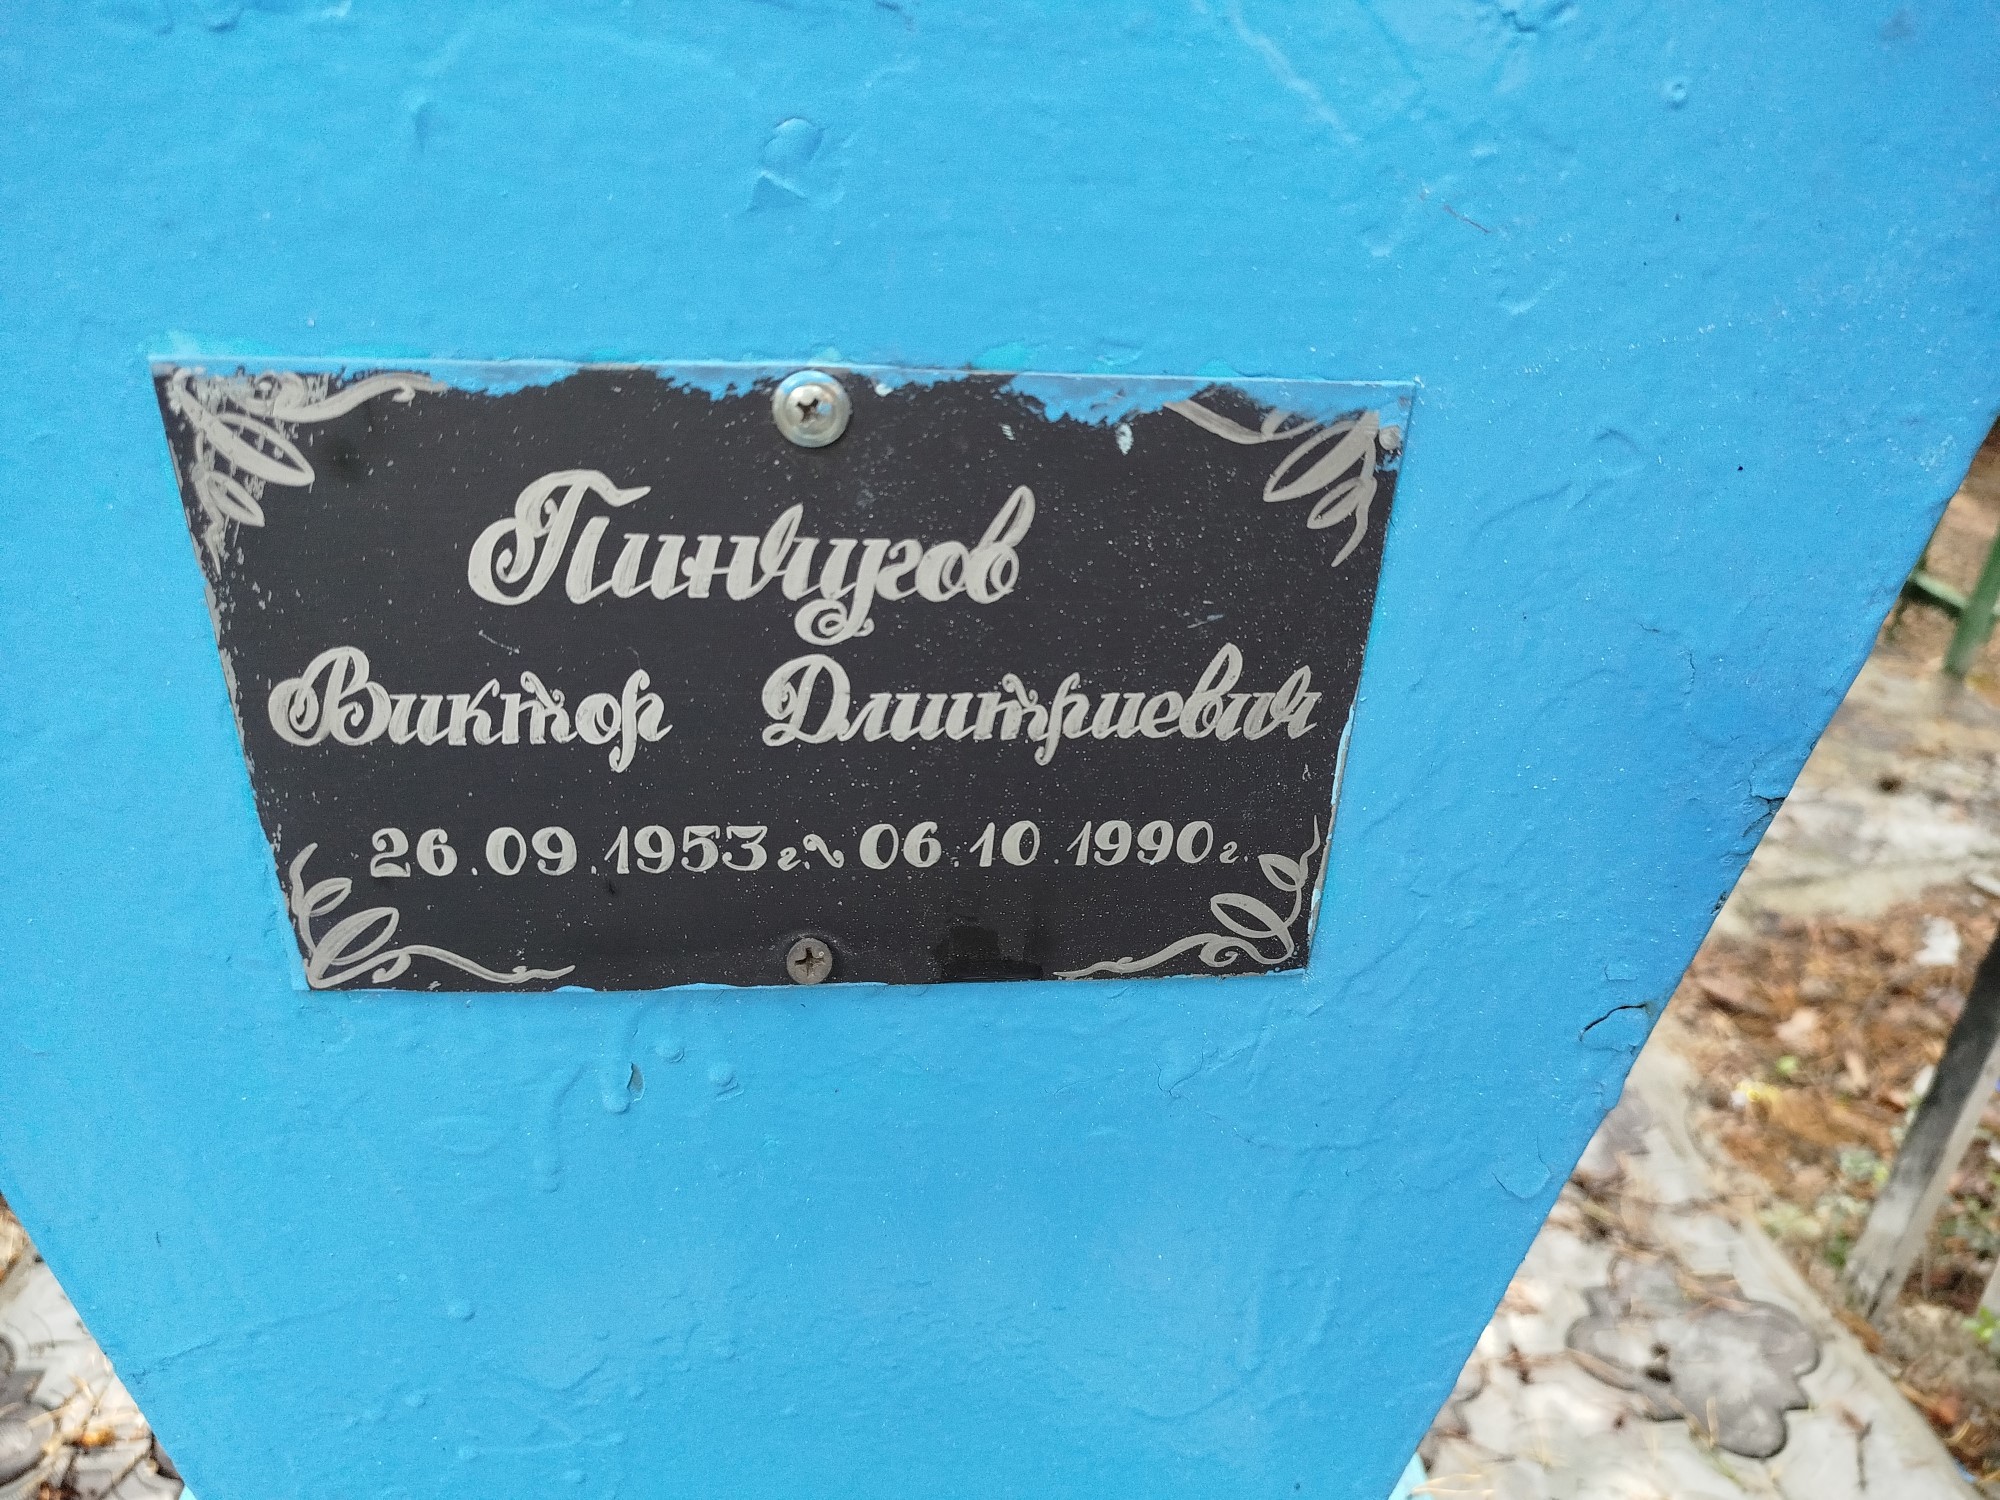 Пинчугов
Виктор Дмитриевич
26.09.1953г. ~ 06.10.1990г.